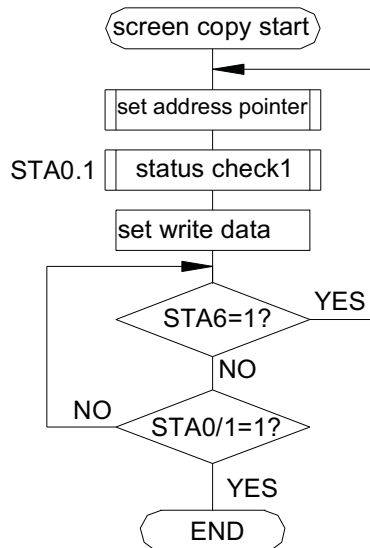 screen copy start
set address pointer
STA0.1
status check1
set write data
STA6=1?
YES
NO
NO
STA0/1=1?
YES
END